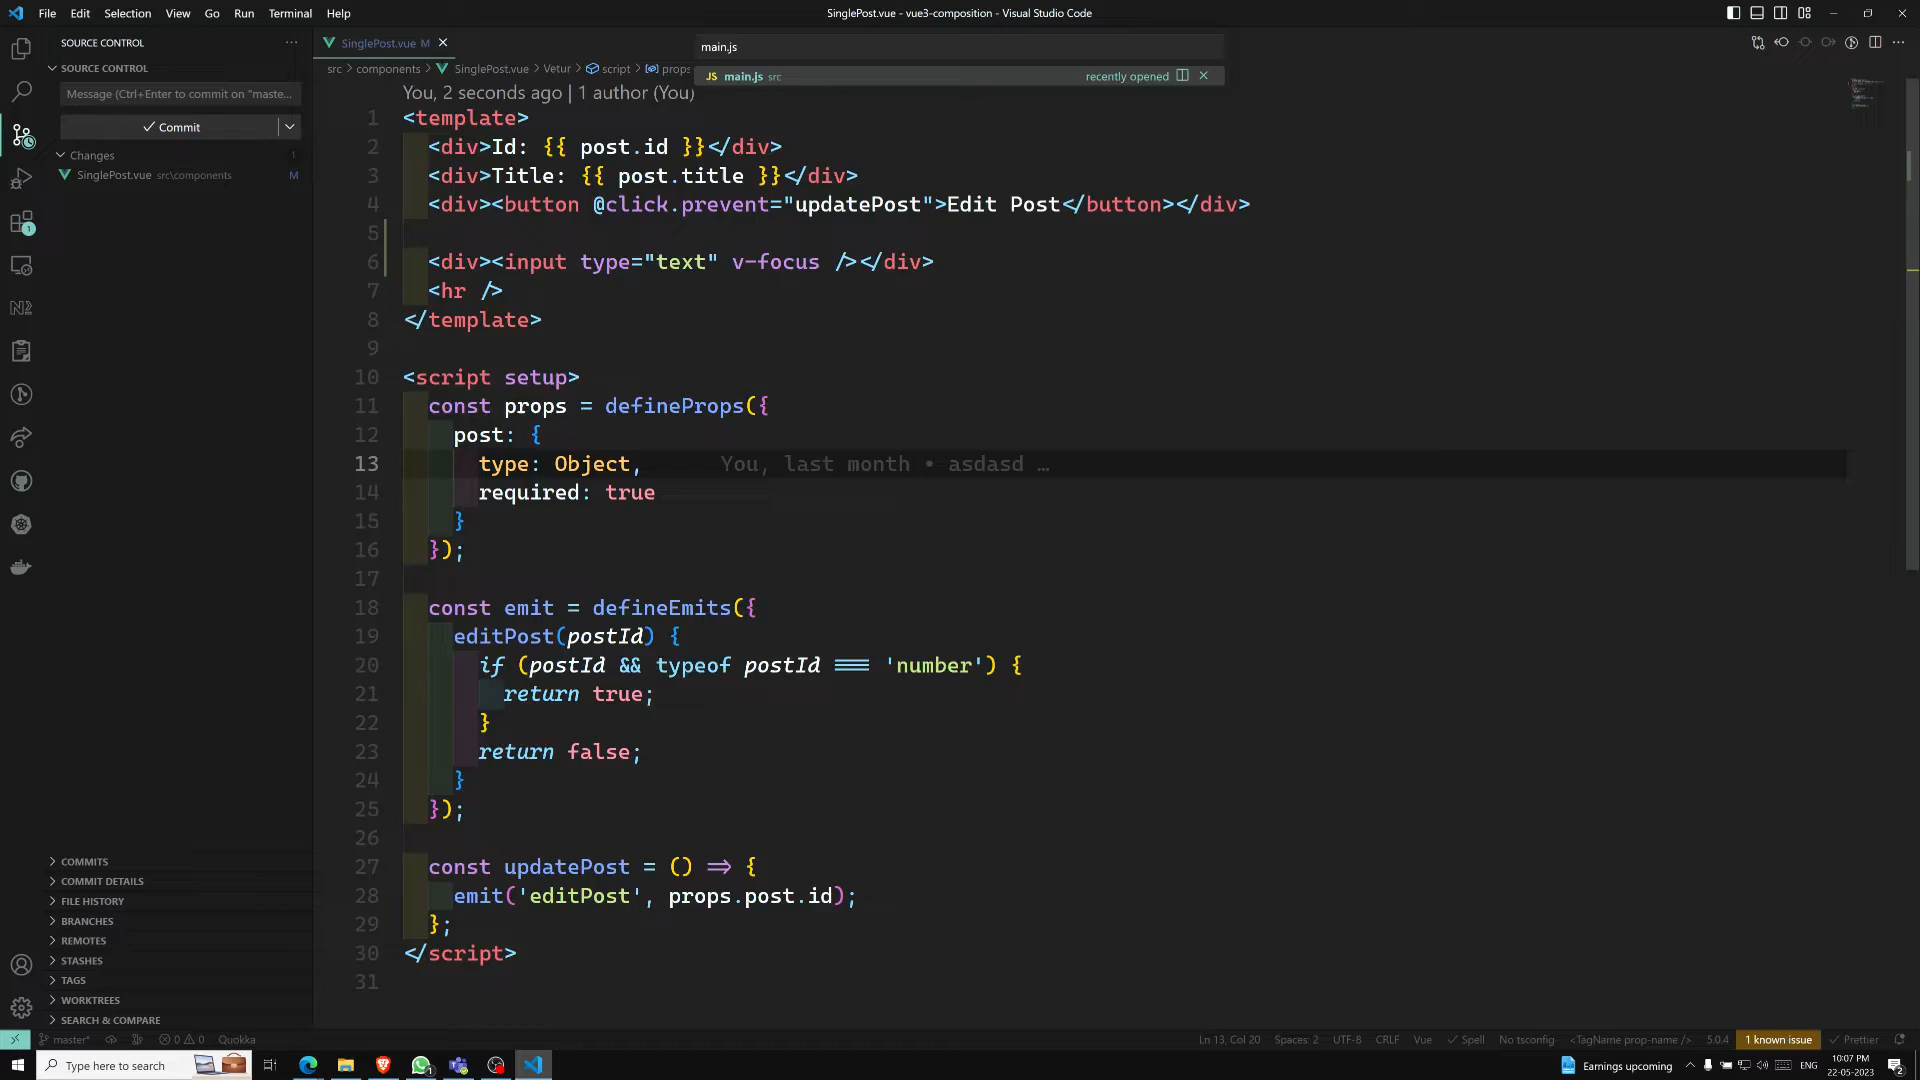 File Edit Selection View Go Run Terminal Help
SinglePost.vue - vue3-composition - Visual Studio Code
SOURCE CONTROL
SOURCE CONTROL
Message (Ctrl+Enter to commit on "maste...
Commit
Changes 1
SinglePost.vue src\components M
COMMITS
COMMIT DETAILS
FILE HISTORY
BRANCHES
REMOTES
STASHES
TAGS
WORKTREES
SEARCH & COMPARE
SinglePost.vue M
main.js
src > components > SinglePost.vue > Vetur > script > props
JS main.js src recently opened
You, 2 seconds ago | 1 author (You)
1 <template>
2 <div>Id: {{ post.id }}</div>
3 <div>Title: {{ post.title }}</div>
4 <div><button @click.prevent="updatePost">Edit Post</button></div>
5
6 <div><input type="text" v-focus /></div>
7 <hr />
8 </template>
9
10 <script setup>
11 const props = defineProps({
12 post: {
13 type: Object, You, last month • asdasd …
14 required: true
15 }
16 });
17
18 const emit = defineEmits({
19 editPost(postId) {
20 if (postId && typeof postId === 'number') {
21 return true;
22 }
23 return false;
24 }
25 });
26
27 const updatePost = () => {
28 emit('editPost', props.post.id);
29 };
30 </script>
31
master* 0 0 Quokka
Ln 13, Col 20 Spaces: 2 UTF-8 CRLF Vue Spell No tsconfig <TagName prop-name /> 5.0.4 1 known issue Prettier
Type here to search
Earnings upcoming ENG 10:07 PM 22-05-2023 2